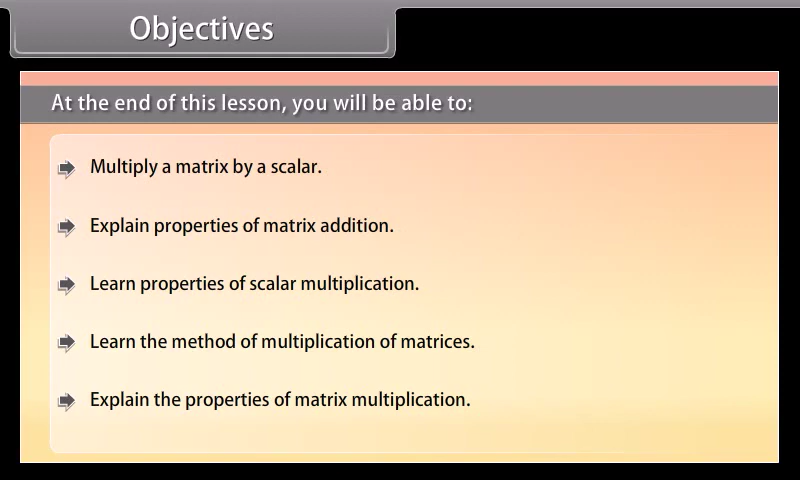 Objectives
At the end of this lesson, you will be able to:
Multiply a matrix by a scalar.
Explain properties of matrix addition.
Learn properties of scalar multiplication.
Learn the method of multiplication of matrices.
Explain the properties of matrix multiplication.